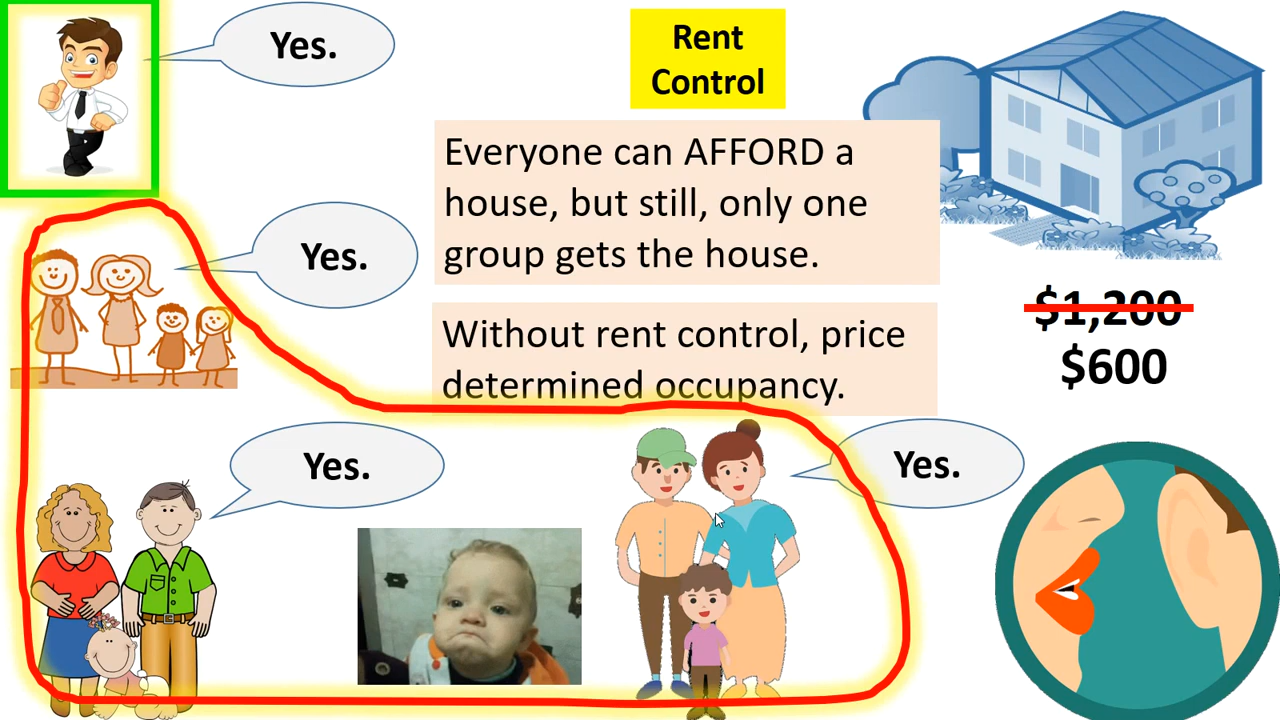 Yes.
Rent
Control
Everyone can AFFORD a
house, but still, only one
group gets the house.
Yes.
$1,200
Without rent control, price
determined occupancy.
$600
Yes.
Yes.